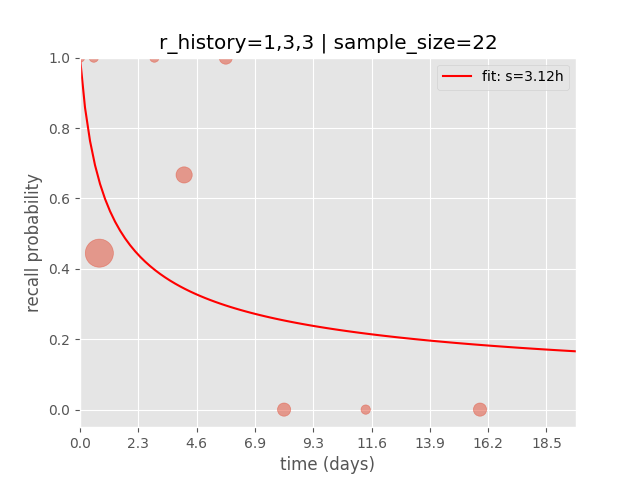 r_history=1,3,3 | sample_size=22
fit: s=3.12h
1.0
0.8
0.6
0.4
0.2
0.0
recall probability
0.0 2.3 4.6 6.9 9.3 11.6 13.9 16.2 18.5
time (days)